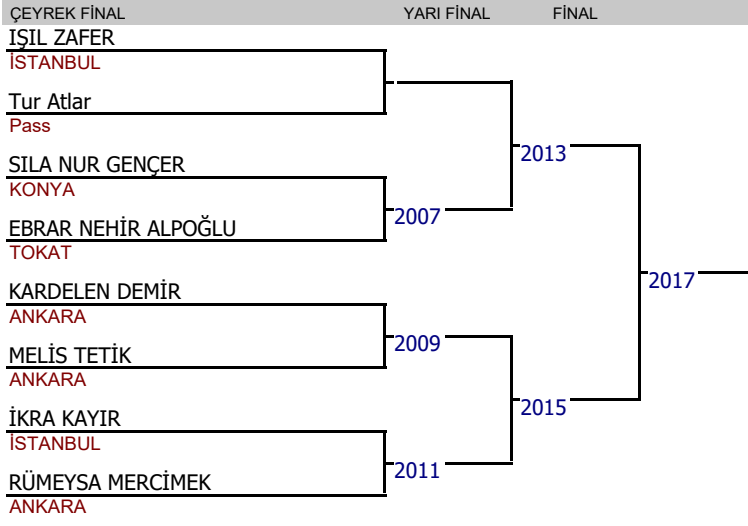 ÇEYREK FİNAL YARI FİNAL FİNAL
IŞIL ZAFER
İSTANBUL
Tur Atlar
Pass
2013
SILA NUR GENÇER
KONYA
2007
EBRAR NEHİR ALPOĞLU
TOKAT
2017
KARDELEN DEMİR
ANKARA
2009
MELİS TETİK
ANKARA
2015
İKRA KAYIR
İSTANBUL
2011
RÜMEYSA MERCİMEK
ANKARA